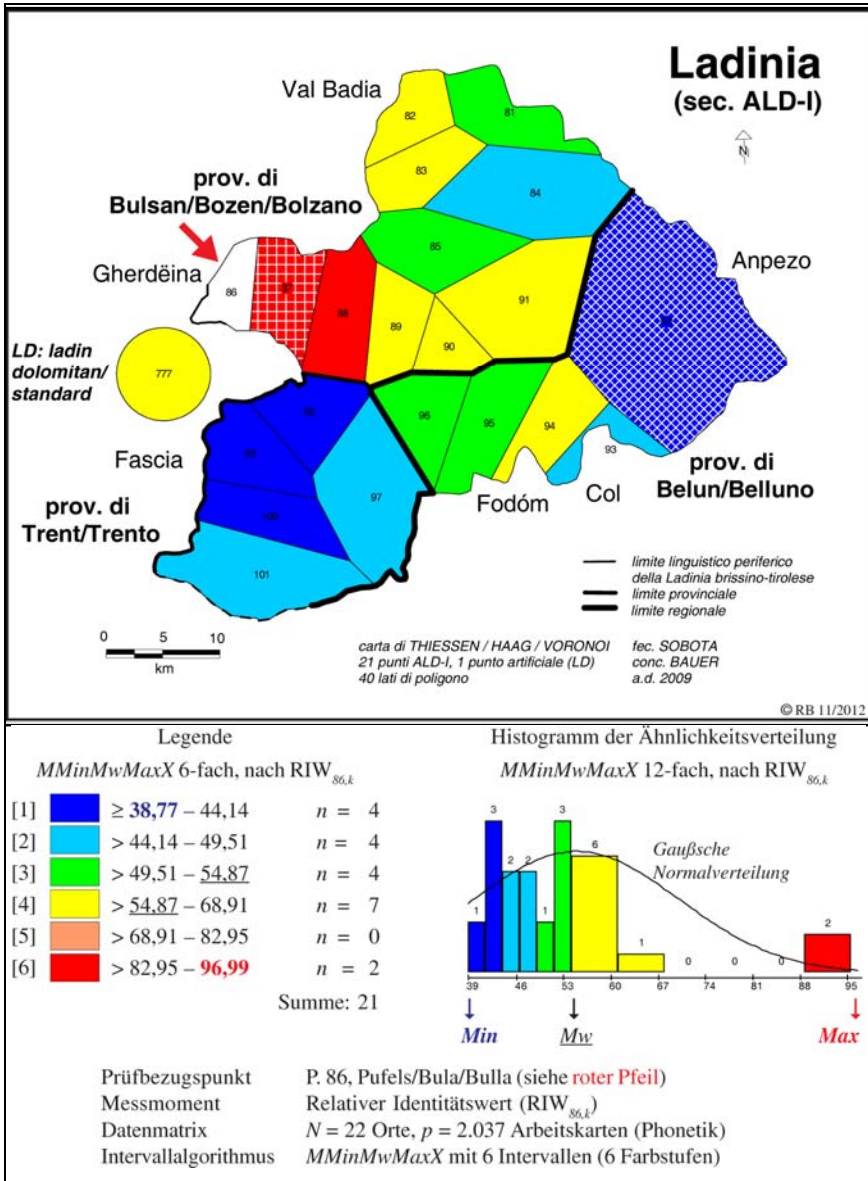 Ladinia
(sec. ALD-I)
N
Val Badia
82
81
83
84
prov. di
Bulsan/Bozen/Bolzano
85
Gherdëina
86
88
Anpezo
91
89
90
LD: ladin
dolomitan/
standard
777
96
95
94
93
Fascia
97
prov. di
Trent/Trento
100
101
Fodóm
Col
prov. di
Belun/Belluno
limite linguistico periferico
della Ladinia brissino-tirolese
limite provinciale
limite regionale
0 5 10
km
carta di THIESSEN / HAAG / VORONOI
21 punti ALD-I, 1 punto artificiale (LD)
40 lati di poligono
fec. SOBOTA
conc. BAUER
a.d. 2009
© RB 11/2012
Legende
MMinMwMaxX 6-fach, nach RIW86,k
[1] ≥ 38,77 – 44,14 n = 4
[2] > 44,14 – 49,51 n = 4
[3] > 49,51 – 54,87 n = 4
[4] > 54,87 – 68,91 n = 7
[5] > 68,91 – 82,95 n = 0
[6] > 82,95 – 96,99 n = 2
Summe: 21
Histogramm der Ähnlichkeitsverteilung
MMinMwMaxX 12-fach, nach RIW86,k
Gaußsche
Normalverteilung
1 3 2 2 1 3 6 1 0 0 0 2
39 46 53 60 67 74 81 88 95
Min Mw Max
Prüfbezugspunkt P. 86, Pufels/Bula/Bulla (siehe roter Pfeil)
Messmoment Relativer Identitätswert (RIW86,k)
Datenmatrix N = 22 Orte, p = 2.037 Arbeitskarten (Phonetik)
Intervallalgorithmus MMinMwMaxX mit 6 Intervallen (6 Farbstufen)